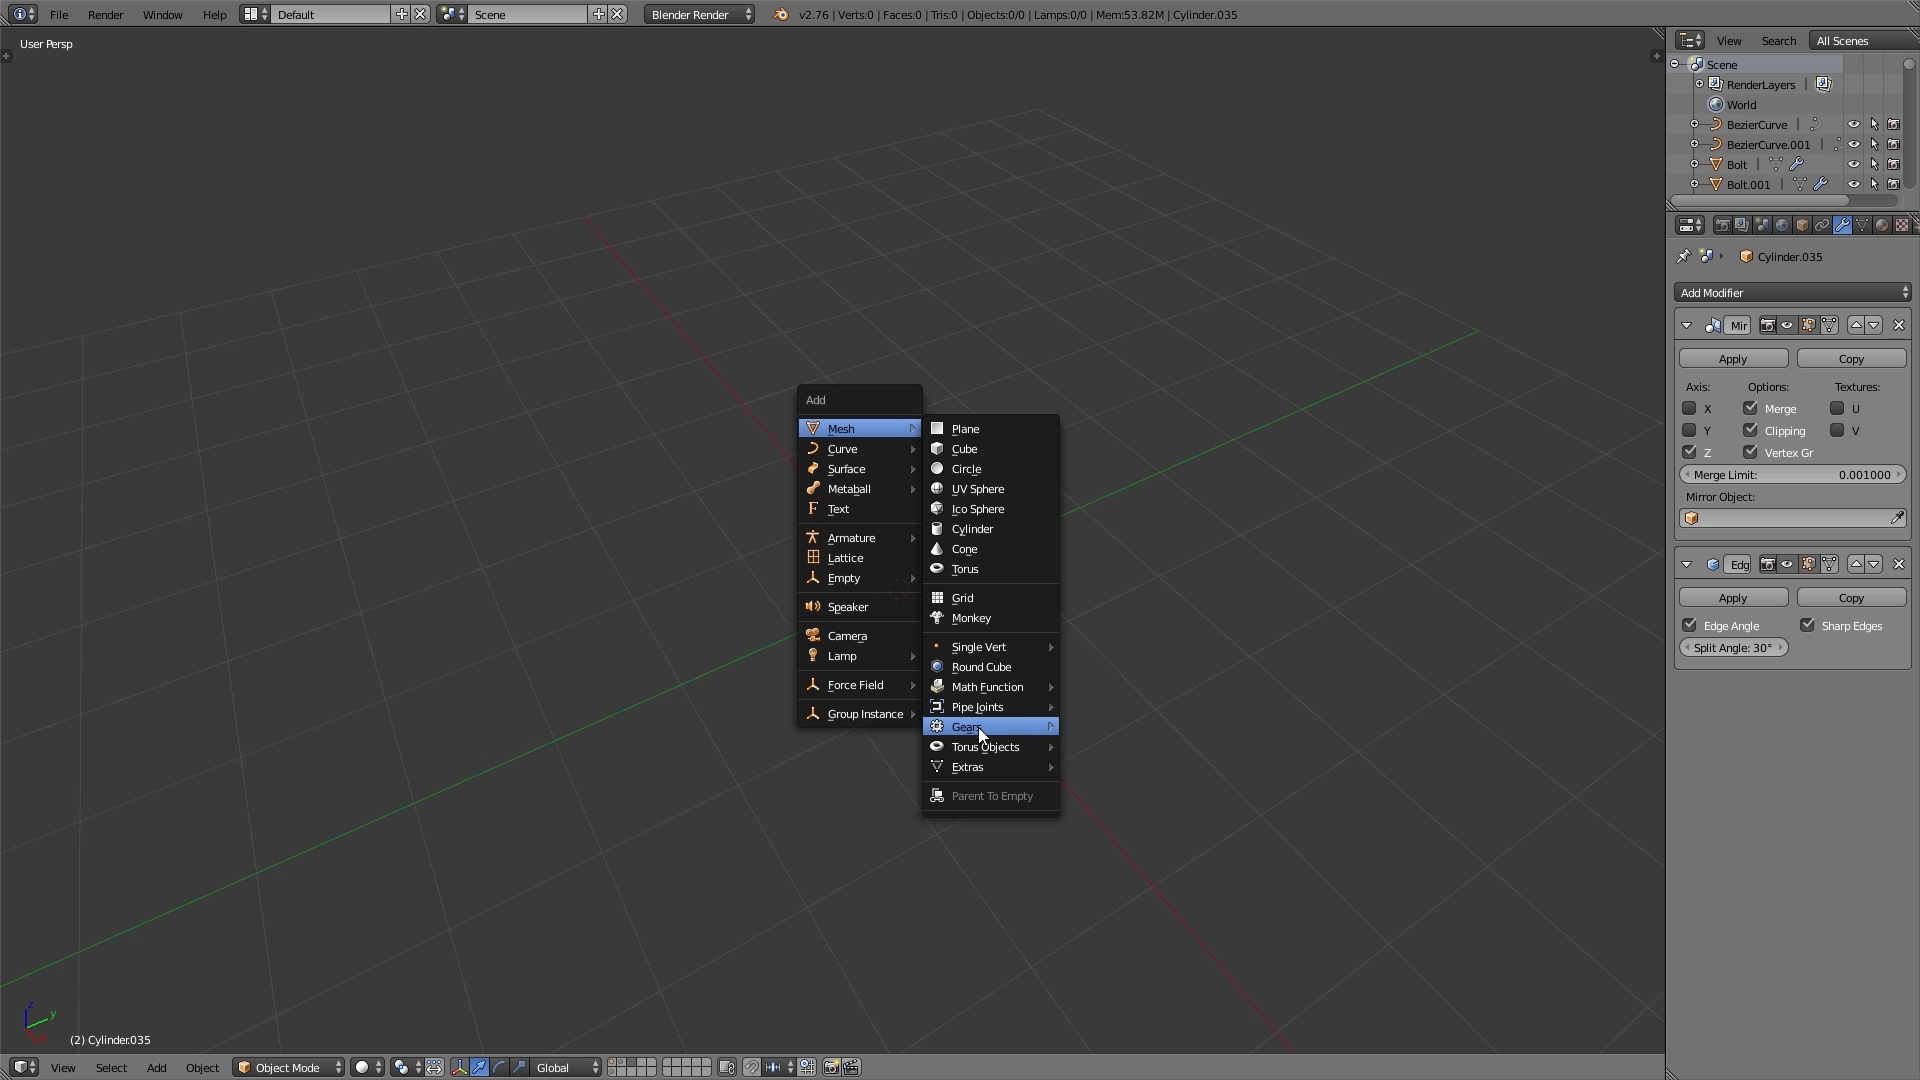 File Render Window Help Default Scene Blender Render v2.76 | Verts:0 | Faces:0 | Tris:0 | Objects:0/0 | Lamps:0/0 | Mem:53.82M | Cylinder.035
User Persp
View Search All Scenes
Scene
RenderLayers |
World
BezierCurve |
BezierCurve.001 |
Bolt |
Bolt.001 |
Cylinder.035
Add Modifier
Mir
Apply Copy
Axis: Options: Textures:
X Merge U
Y Clipping V
Z Vertex Gr
Merge Limit: 0.001000
Mirror Object:
Edg
Apply Copy
Edge Angle Sharp Edges
Split Angle: 30°
Add
Mesh
Curve
Surface
Metaball
Text
Armature
Lattice
Empty
Speaker
Camera
Lamp
Force Field
Group Instance
Plane
Cube
Circle
UV Sphere
Ico Sphere
Cylinder
Cone
Torus
Grid
Monkey
Single Vert
Round Cube
Math Function
Pipe Joints
Gears
Torus Objects
Extras
Parent To Empty
z
y
(2) Cylinder.035
View Select Add Object Object Mode Global